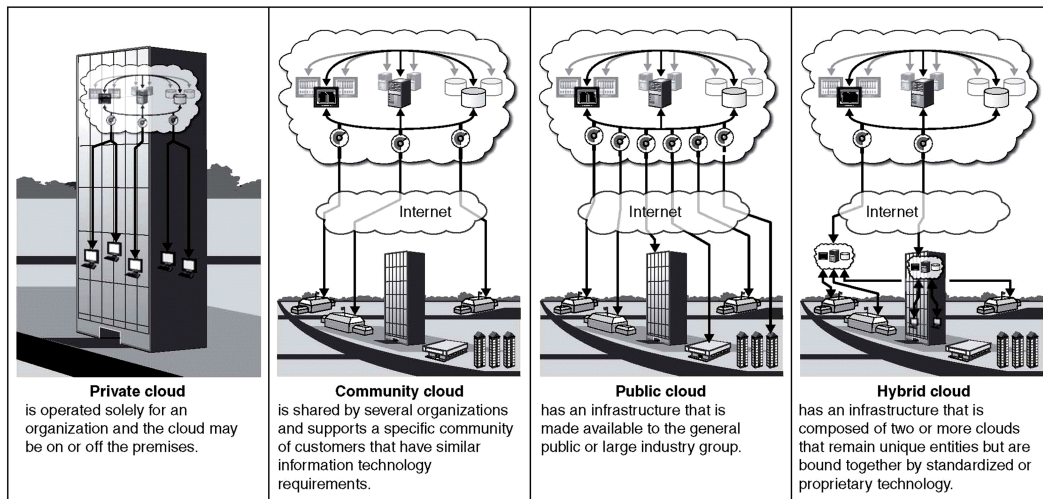 Internet
Internet
Internet
Private cloud
is operated solely for an
organization and the cloud may
be on or off the premises.
Community cloud
is shared by several organizations
and supports a specific community
of customers that have similar
information technology
requirements.
Public cloud
has an infrastructure that is
made available to the general
public or large industry group.
Hybrid cloud
has an infrastructure that is
composed of two or more clouds
that remain unique entities but are
bound together by standardized or
proprietary technology.